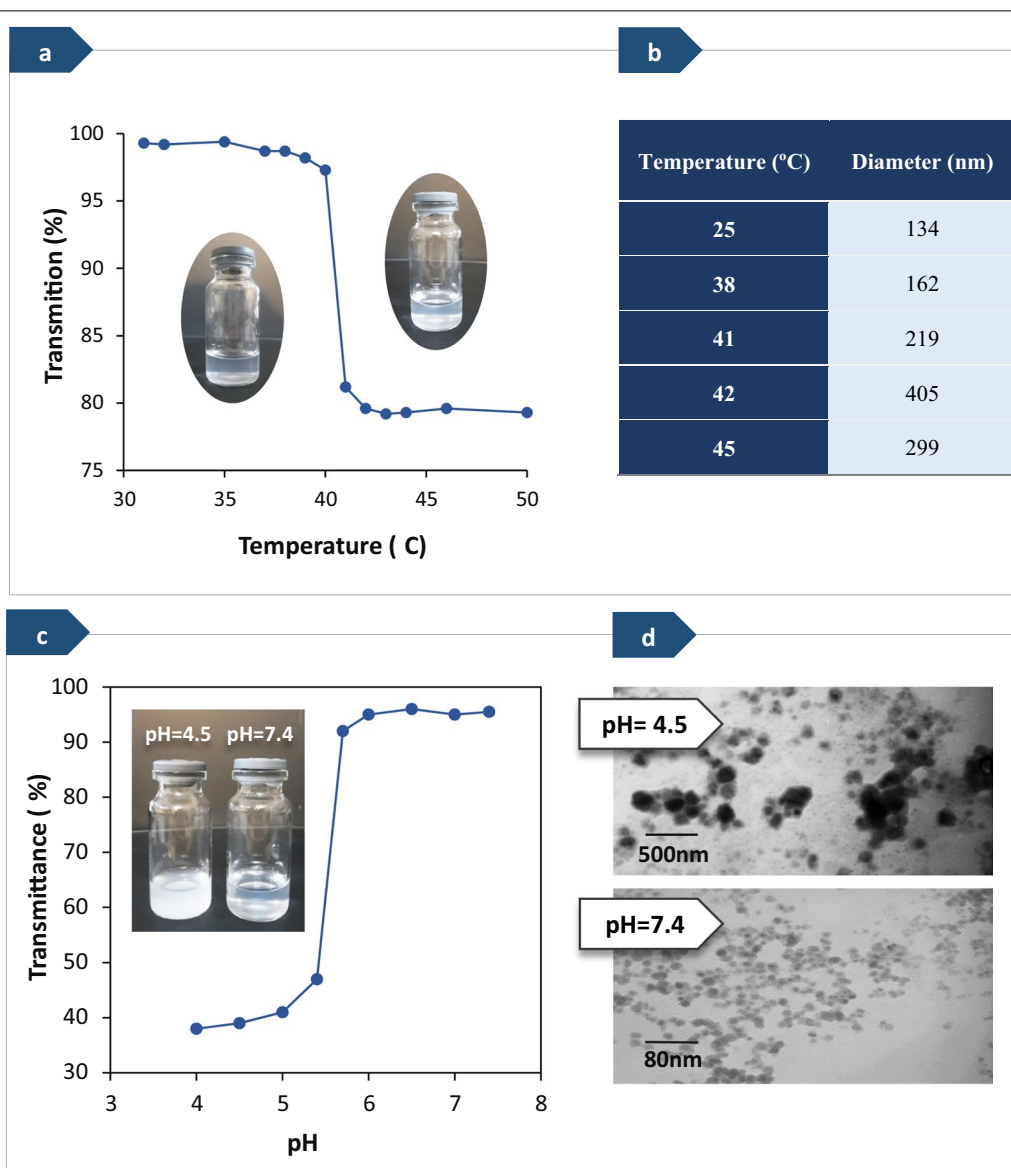 a
100
95
90
85
80
75
30
35
40
45
50
Transmition (%)
Temperature ( C)
b
Temperature (ºC) Diameter (nm)
25 134
38 162
41 219
42 405
45 299
c
100
90
80
70
60
50
40
30
3
4
5
6
7
8
Transmittance ( %)
pH
pH=4.5 pH=7.4
d
pH= 4.5
500nm
pH=7.4
80nm